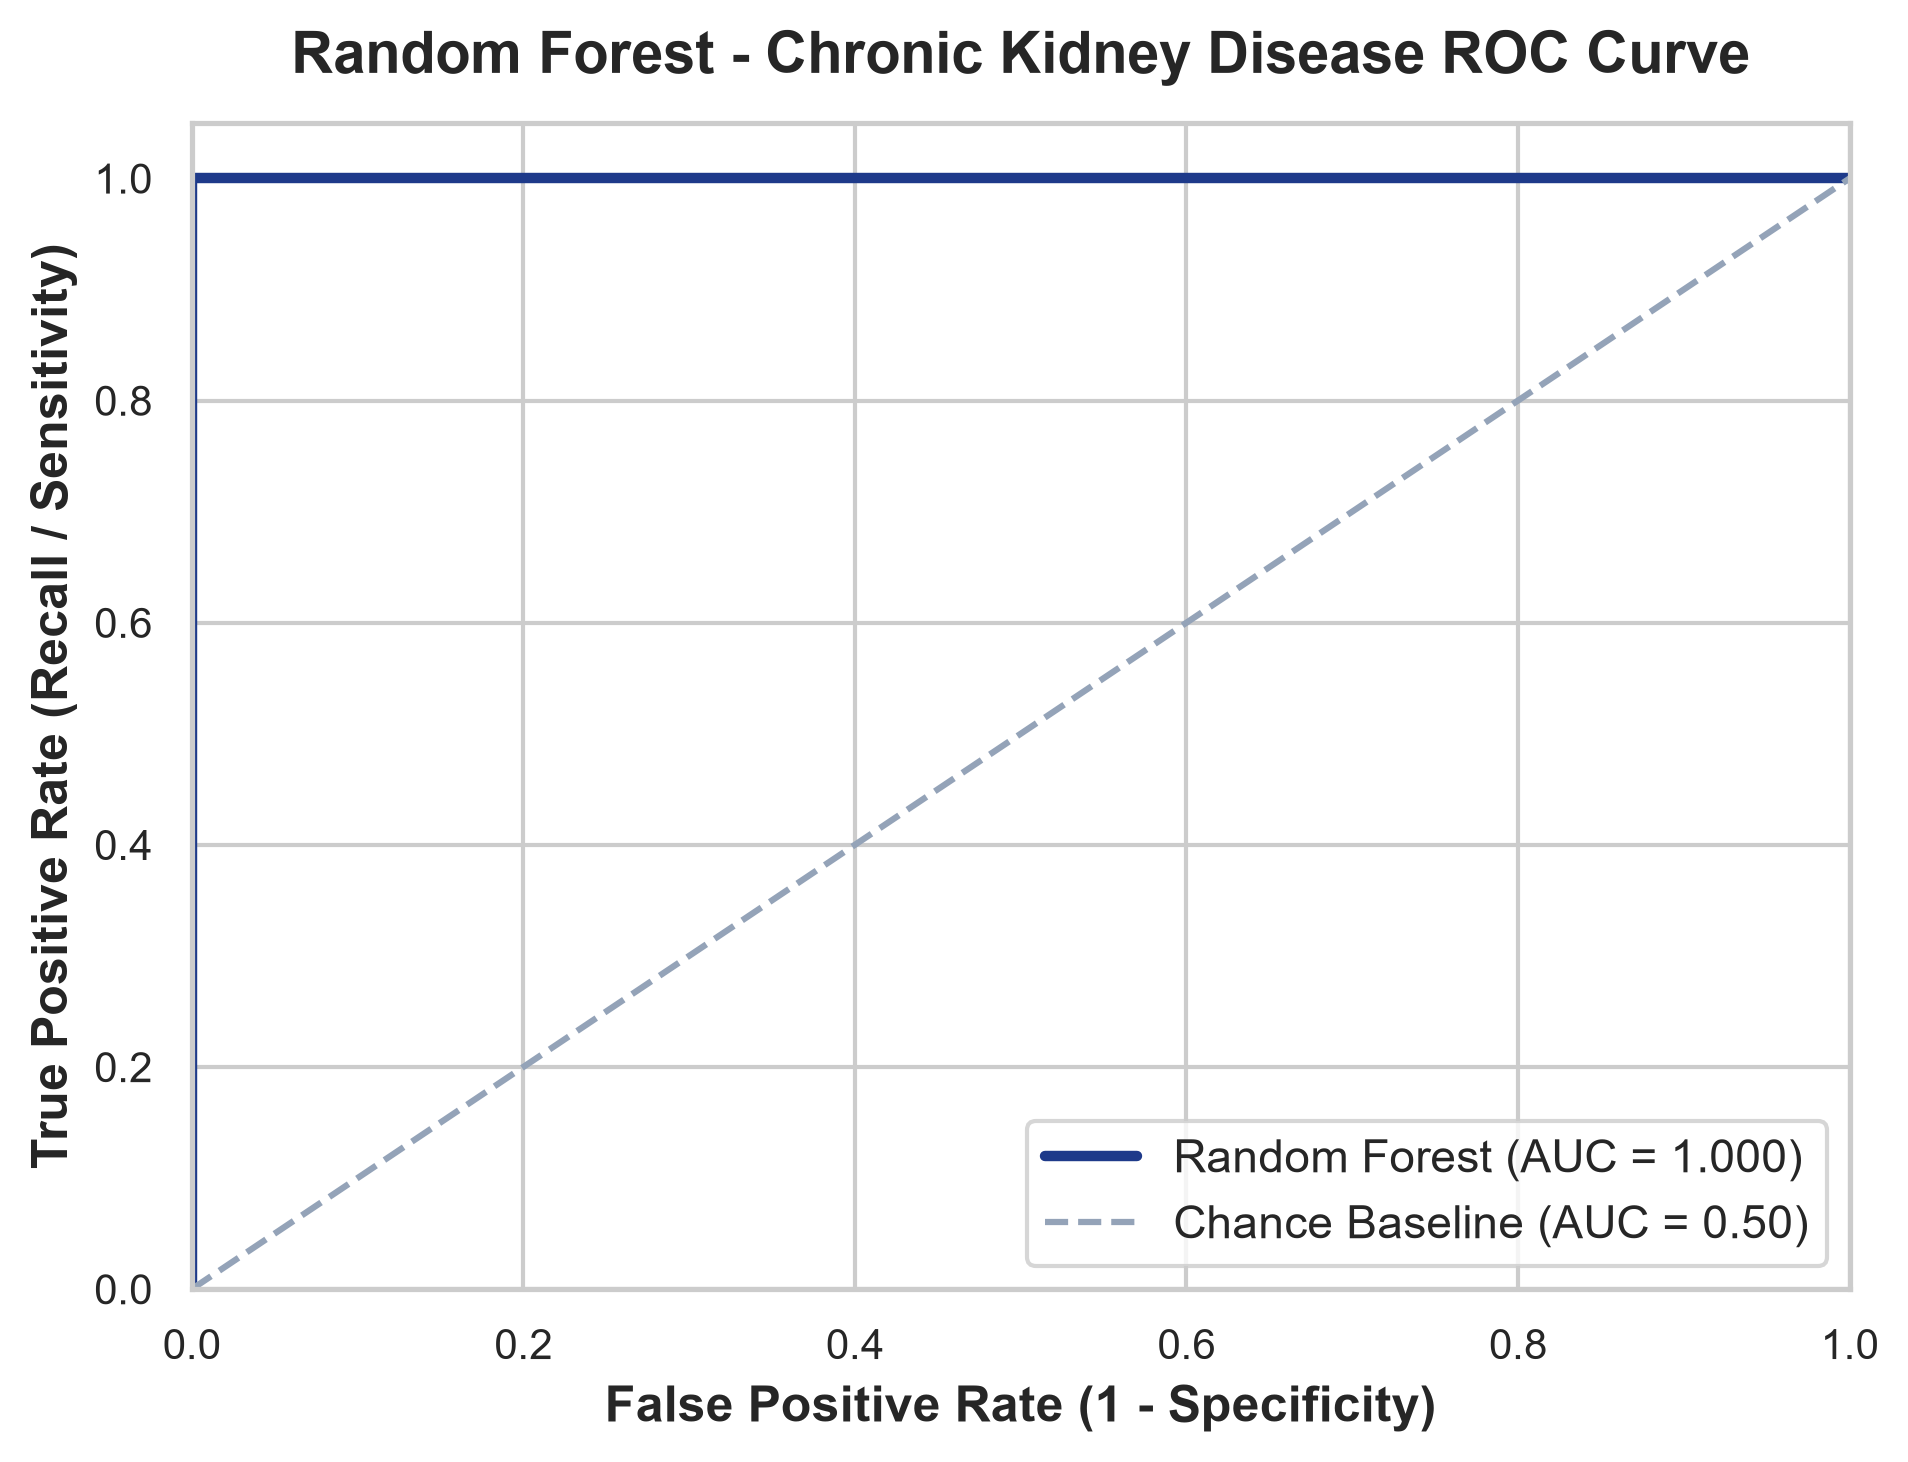 Random Forest - Chronic Kidney Disease ROC Curve
True Positive Rate (Recall / Sensitivity)
1.0
0.8
0.6
0.4
0.2
0.0
Random Forest (AUC = 1.000)
Chance Baseline (AUC = 0.50)
0.0 0.2 0.4 0.6 0.8 1.0
False Positive Rate (1 - Specificity)